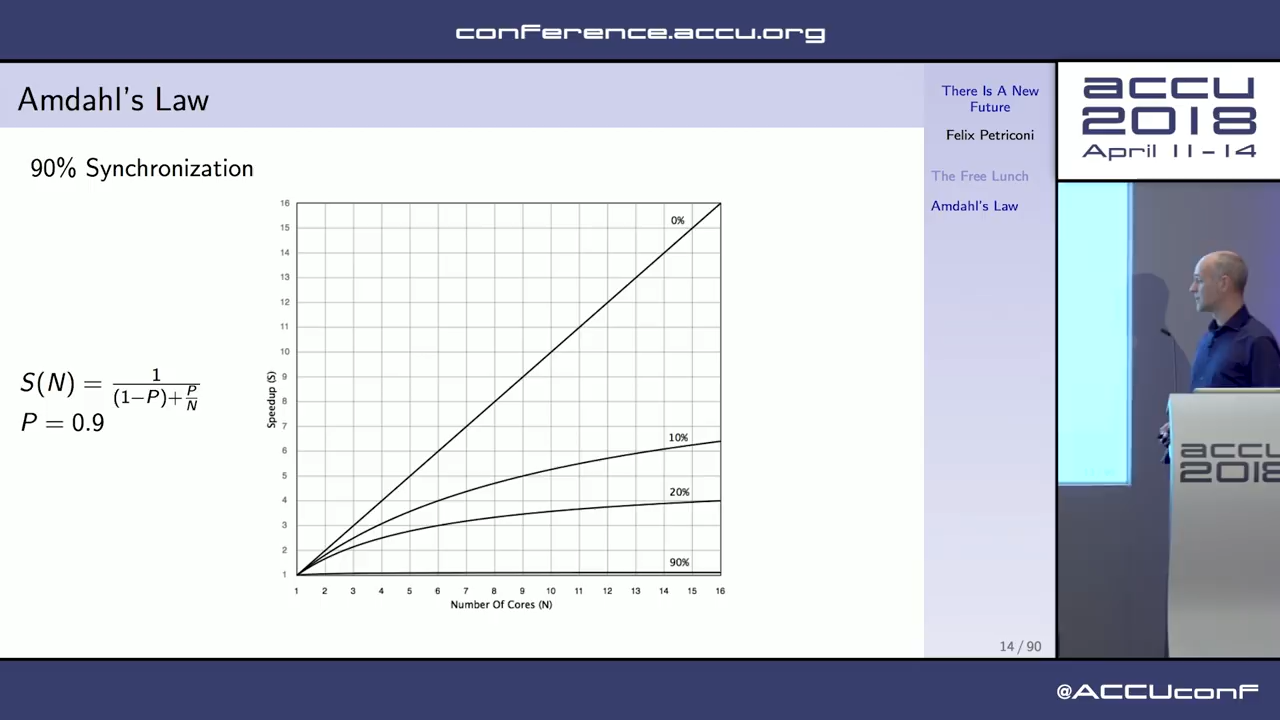 conference.accu.org
Amdahl's Law
90% Synchronization
S(N) = 1 / ((1−P)+P/N)
P = 0.9
Speedup (S)
16
15
14
13
12
11
10
9
8
7
6
5
4
3
2
1
0%
10%
20%
90%
1 2 3 4 5 6 7 8 9 10 11 12 13 14 15 16
Number Of Cores (N)
There Is A New
Future
Felix Petriconi
The Free Lunch
Amdahl's Law
14 / 90
accu
2018
April 11-14
accu
2018
@ACCUconf